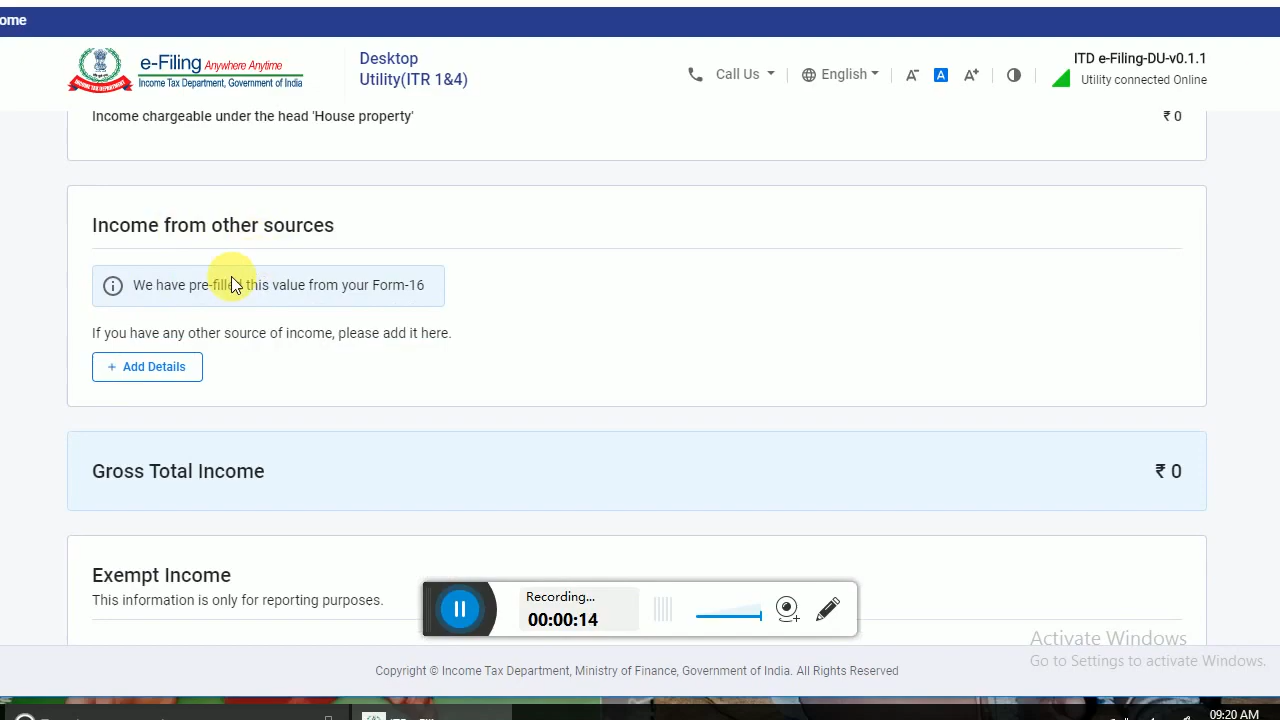 ome
e-Filing Anywhere Anytime
Income Tax Department, Government of India
Desktop
Utility(ITR 1&4)
Call Us
English
A-
A
A+
ITD e-Filing-DU-v0.1.1
Utility connected Online
Income chargeable under the head 'House property'
₹ 0
Income from other sources
We have pre-filled this value from your Form-16
If you have any other source of income, please add it here.
+ Add Details
Gross Total Income
₹ 0
Exempt Income
This information is only for reporting purposes.
Recording...
00:00:14
Activate Windows
Go to Settings to activate Windows.
Copyright © Income Tax Department, Ministry of Finance, Government of India. All Rights Reserved
09:20 AM